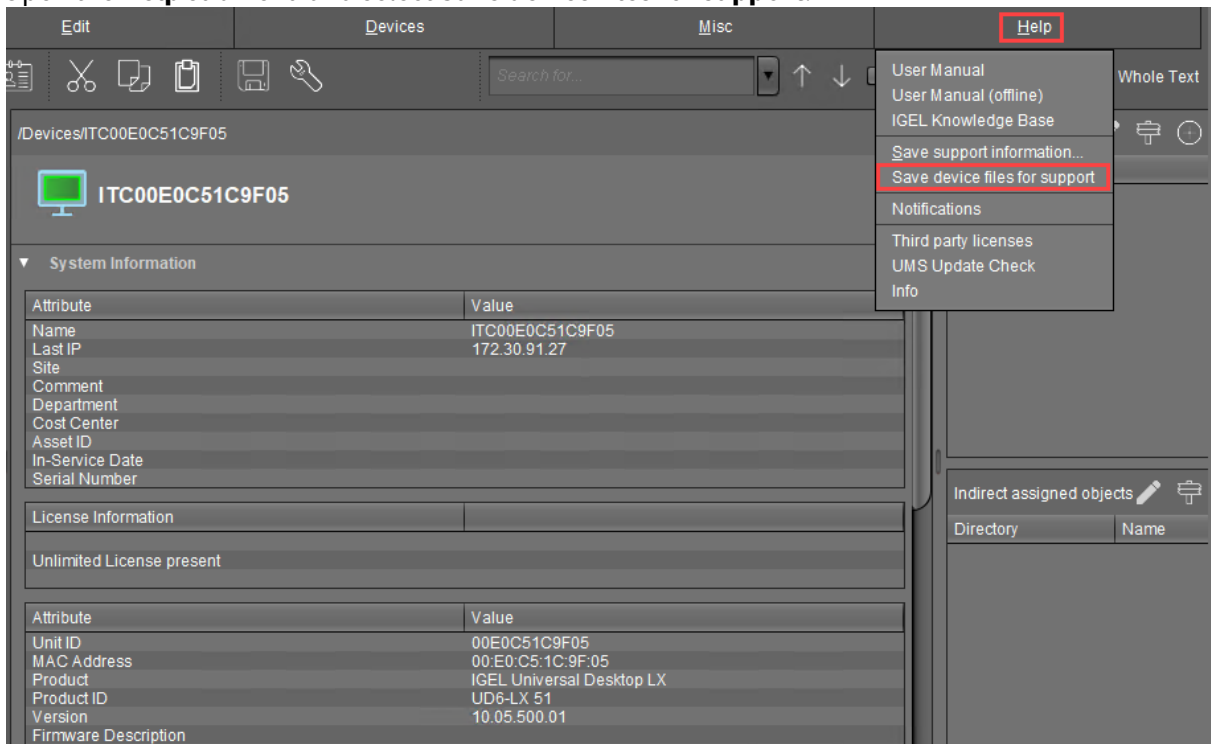 Edit Devices Misc Help
Search for... Whole Text
User Manual
User Manual (offline)
IGEL Knowledge Base
Save support information...
Save device files for support
Notifications
Third party licenses
UMS Update Check
Info
/Devices/ITC00E0C51C9F05
ITC00E0C51C9F05
System Information
Attribute Value
Name ITC00E0C51C9F05
Last IP 172.30.91.27
Site
Comment
Department
Cost Center
Asset ID
In-Service Date
Serial Number
License Information
Unlimited License present
Attribute Value
Unit ID 00E0C51C9F05
MAC Address 00:E0:C5:1C:9F:05
Product IGEL Universal Desktop LX
Product ID UD6-LX 51
Version 10.05.500.01
Firmware Description
Indirect assigned objects
Directory Name